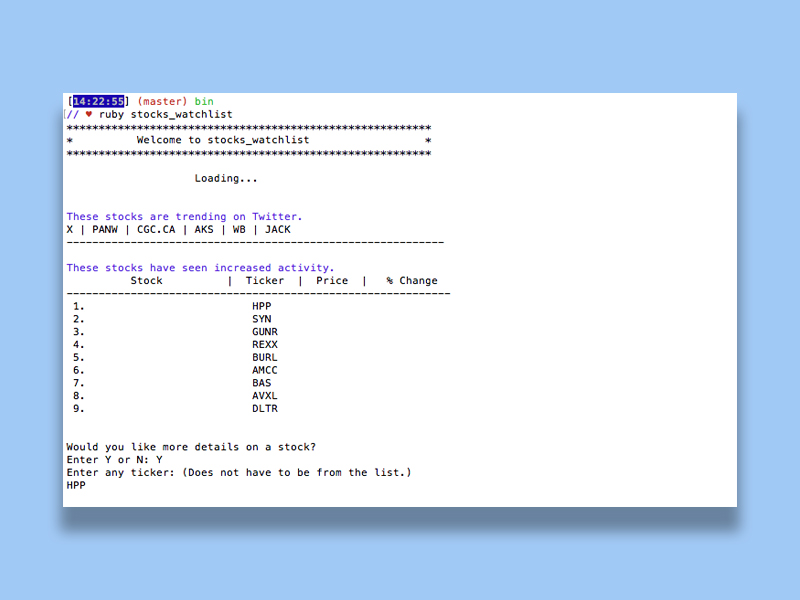 [14:22:55] (master) bin
// ♥ ruby stocks_watchlist
*********************************************************
*          Welcome to stocks_watchlist                  *
*********************************************************
Loading...
These stocks are trending on Twitter.
X | PANW | CGC.CA | AKS | WB | JACK
-----------------------------------------------------------
These stocks have seen increased activity.
Stock          |  Ticker  |  Price  |   % Change
------------------------------------------------------------
1.                          HPP
2.                          SYN
3.                          GUNR
4.                          REXX
5.                          BURL
6.                          AMCC
7.                          BAS
8.                          AVXL
9.                          DLTR
Would you like more details on a stock?
Enter Y or N: Y
Enter any ticker: (Does not have to be from the list.)
HPP